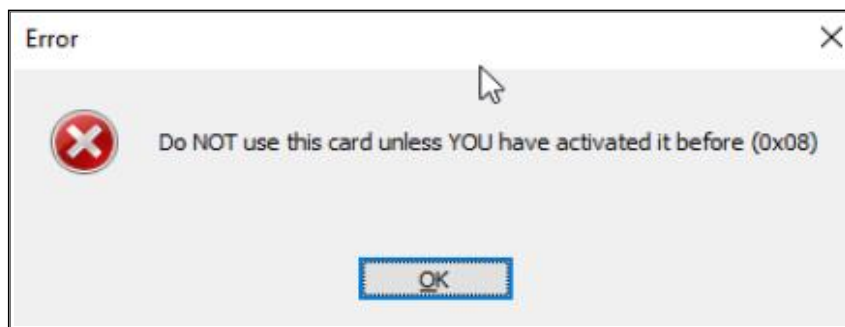 Error
Do NOT use this card unless YOU have activated it before (0x08)
OK